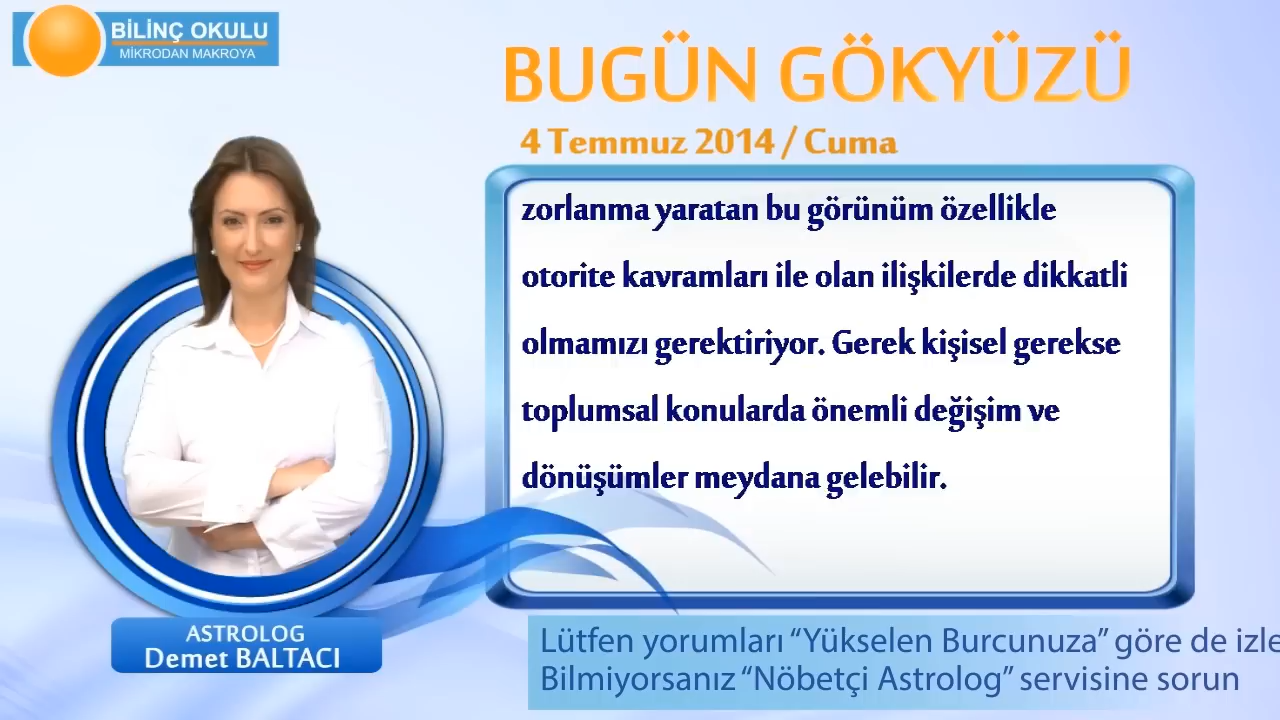 BİLİNÇ OKULU
MİKRODAN MAKROYA
BUGÜN GÖKYÜZÜ
4 Temmuz 2014 / Cuma
zorlanma yaratan bu görünüm özellikle
otorite kavramları ile olan ilişkilerde dikkatli
olmamızı gerektiriyor. Gerek kişisel gerekse
toplumsal konularda önemli değişim ve
dönüşümler meydana gelebilir.
ASTROLOG
Demet BALTACI
Lütfen yorumları “Yükselen Burcunuza” göre de izle
Bilmiyorsanız “Nöbetçi Astrolog” servisine sorun